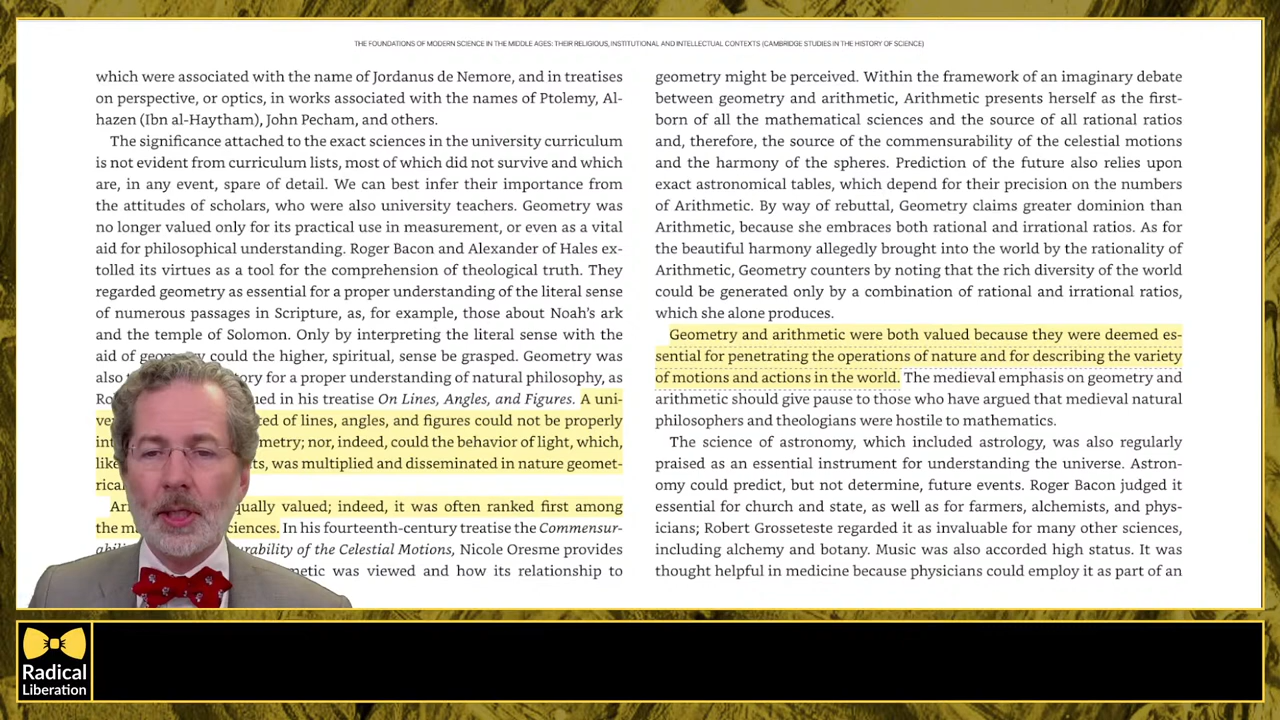 THE FOUNDATIONS OF MODERN SCIENCE IN THE MIDDLE AGES: THEIR RELIGIOUS, INSTITUTIONAL AND INTELLECTUAL CONTEXTS (CAMBRIDGE STUDIES IN THE HISTORY OF SCIENCE)
which were associated with the name of Jordanus de Nemore, and in treatises
on perspective, or optics, in works associated with the names of Ptolemy, Al-
hazen (Ibn al-Haytham), John Pecham, and others.
The significance attached to the exact sciences in the university curriculum
is not evident from curriculum lists, most of which did not survive and which
are, in any event, spare of detail. We can best infer their importance from
the attitudes of scholars, who were also university teachers. Geometry was
no longer valued only for its practical use in measurement, or even as a vital
aid for philosophical understanding. Roger Bacon and Alexander of Hales ex-
tolled its virtues as a tool for the comprehension of theological truth. They
regarded geometry as essential for a proper understanding of the literal sense
of numerous passages in Scripture, as, for example, those about Noah's ark
and the temple of Solomon. Only by interpreting the literal sense with the
aid of geometry could the higher, spiritual, sense be grasped. Geometry was
also for a proper understanding of natural philosophy, as
in his treatise On Lines, Angles, and Figures. A uni-
of lines, angles, and figures could not be properly
nor, indeed, could the behavior of light, which,
was multiplied and disseminated in nature geomet-
equally valued; indeed, it was often ranked first among
the sciences. In his fourteenth-century treatise the Commensur-
of the Celestial Motions, Nicole Oresme provides
was viewed and how its relationship to
geometry might be perceived. Within the framework of an imaginary debate
between geometry and arithmetic, Arithmetic presents herself as the first-
born of all the mathematical sciences and the source of all rational ratios
and, therefore, the source of the commensurability of the celestial motions
and the harmony of the spheres. Prediction of the future also relies upon
exact astronomical tables, which depend for their precision on the numbers
of Arithmetic. By way of rebuttal, Geometry claims greater dominion than
Arithmetic, because she embraces both rational and irrational ratios. As for
the beautiful harmony allegedly brought into the world by the rationality of
Arithmetic, Geometry counters by noting that the rich diversity of the world
could be generated only by a combination of rational and irrational ratios,
which she alone produces.
Geometry and arithmetic were both valued because they were deemed es-
sential for penetrating the operations of nature and for describing the variety
of motions and actions in the world. The medieval emphasis on geometry and
arithmetic should give pause to those who have argued that medieval natural
philosophers and theologians were hostile to mathematics.
The science of astronomy, which included astrology, was also regularly
praised as an essential instrument for understanding the universe. Astron-
omy could predict, but not determine, future events. Roger Bacon judged it
essential for church and state, as well as for farmers, alchemists, and phys-
icians; Robert Grosseteste regarded it as invaluable for many other sciences,
including alchemy and botany. Music was also accorded high status. It was
thought helpful in medicine because physicians could employ it as part of an
Radical
Liberation